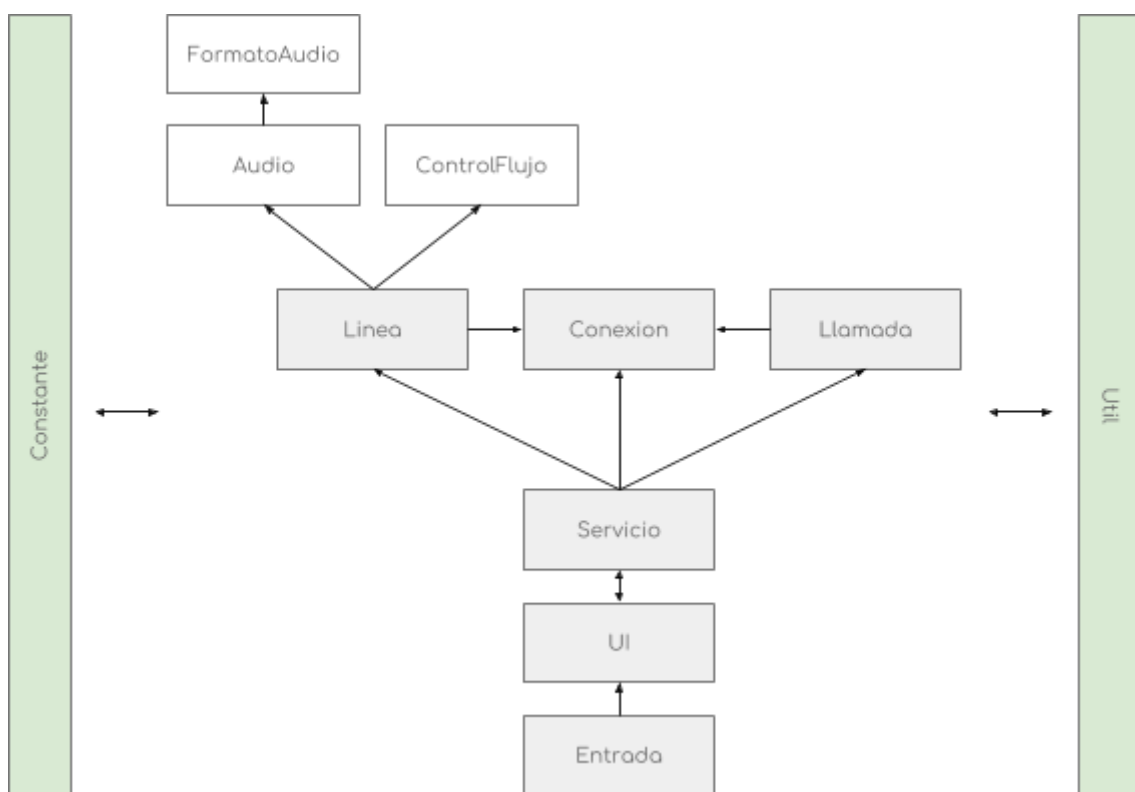 FormatoAudio
Audio
ControlFlujo
Linea
Conexion
Llamada
Constante
Util
Servicio
UI
Entrada